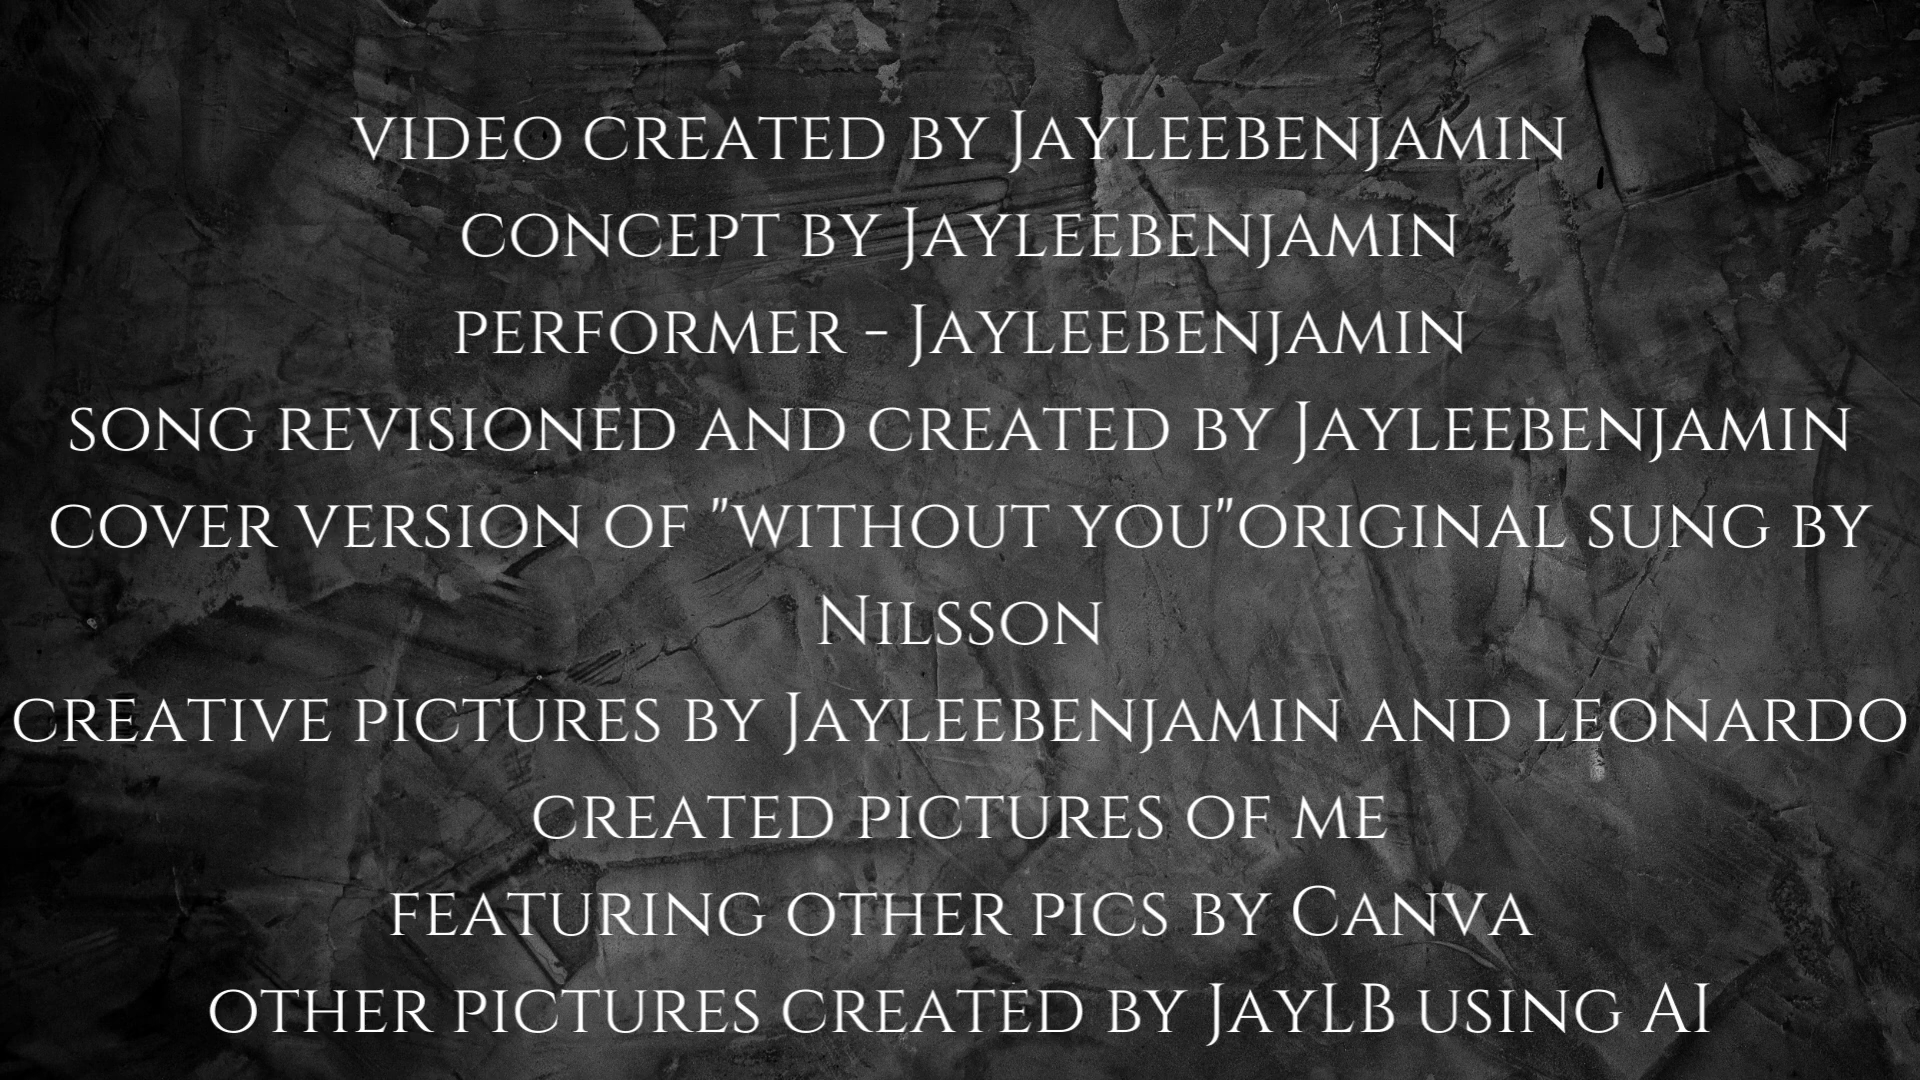 video created by Jayleebenjamin
concept by Jayleebenjamin
performer - Jayleebenjamin
song revisioned and created by Jayleebenjamin
cover version of "without you"original sung by
Nilsson
creative pictures by Jayleebenjamin and leonardo
created pictures of me
featuring other pics by Canva
other pictures created by JayLB using AI